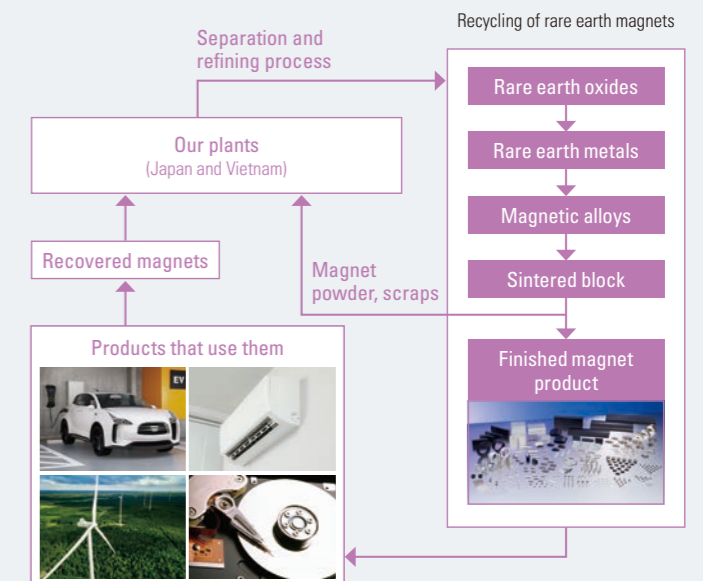 Recycling of rare earth magnets
Separation and
refining process
Rare earth oxides
Our plants
(Japan and Vietnam)
Rare earth metals
Magnetic alloys
Recovered magnets
Magnet
powder, scraps
Sintered block
Products that use them
EV
Finished magnet
product